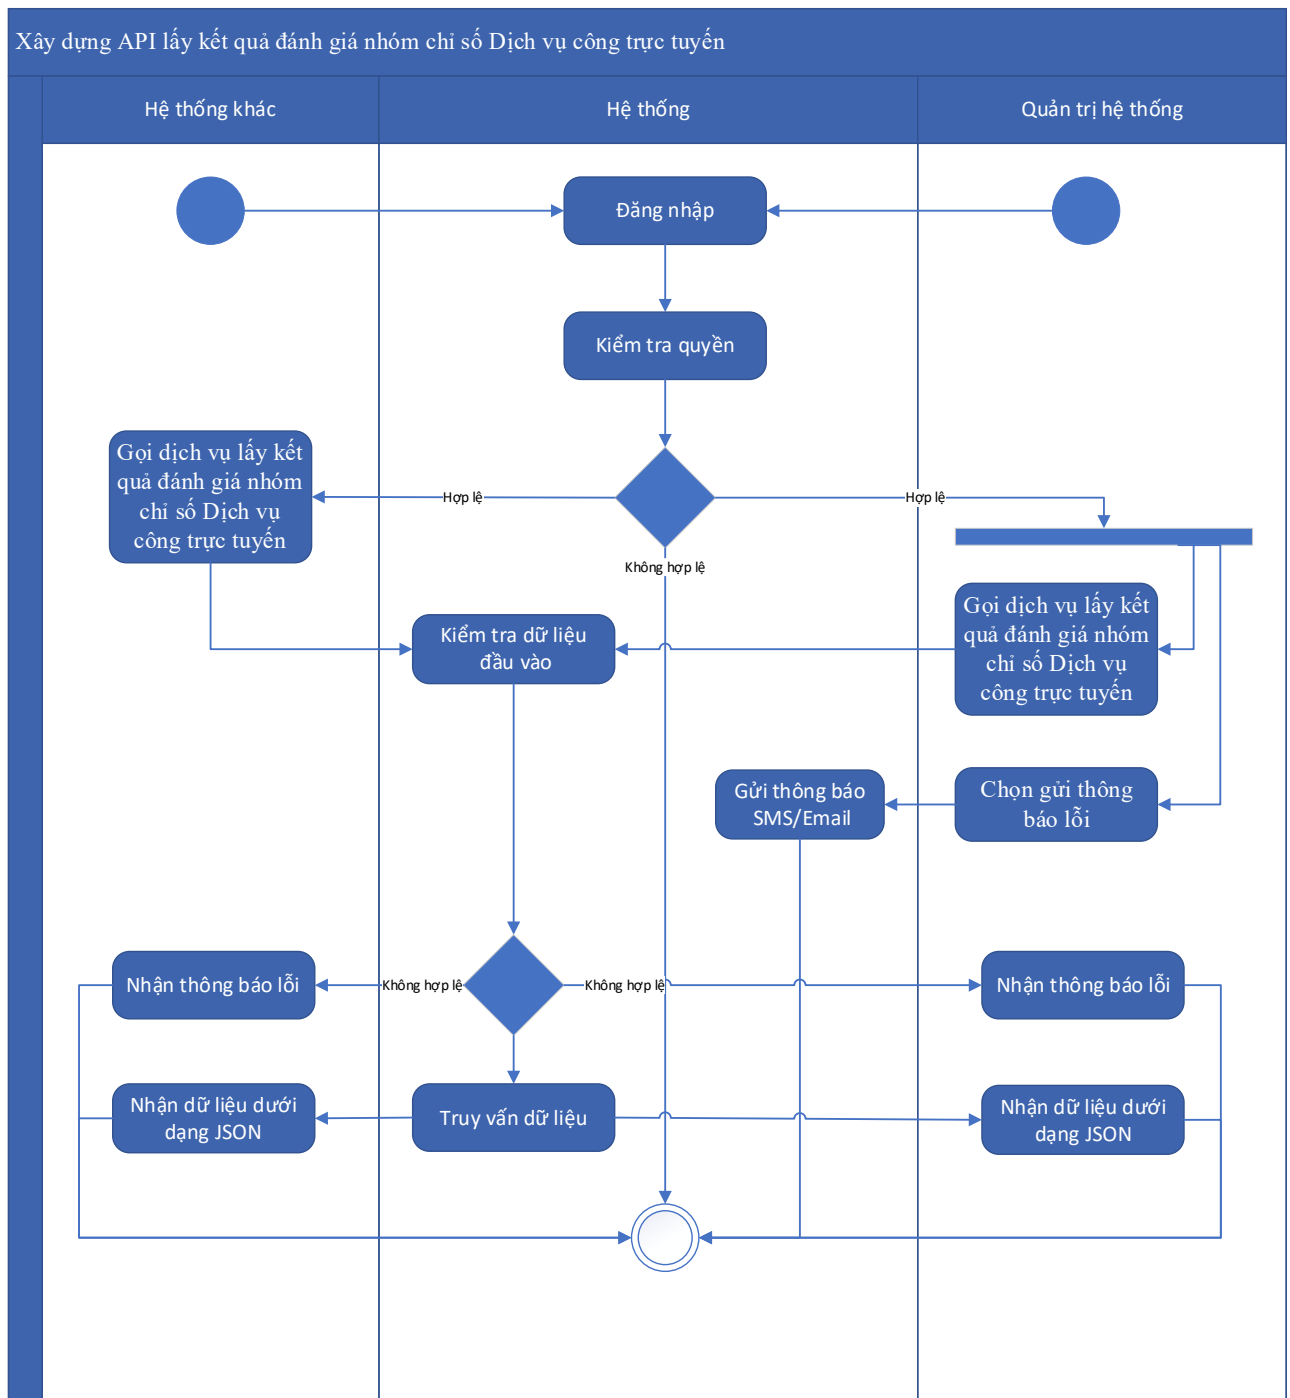 Xây dựng API lấy kết quả đánh giá nhóm chỉ số Dịch vụ công trực tuyến
Hệ thống khác
Hệ thống
Quản trị hệ thống
Đăng nhập
Kiểm tra quyền
Gọi dịch vụ lấy kết
quả đánh giá nhóm
chỉ số Dịch vụ
công trực tuyến
Hợp lệ
Hợp lệ
Không hợp lệ
Kiểm tra dữ liệu
đầu vào
Gọi dịch vụ lấy kết
quả đánh giá nhóm
chỉ số Dịch vụ
công trực tuyến
Gửi thông báo
SMS/Email
Chọn gửi thông
báo lỗi
Nhận thông báo lỗi
Không hợp lệ
Không hợp lệ
Nhận thông báo lỗi
Nhận dữ liệu dưới
dạng JSON
Truy vấn dữ liệu
Nhận dữ liệu dưới
dạng JSON